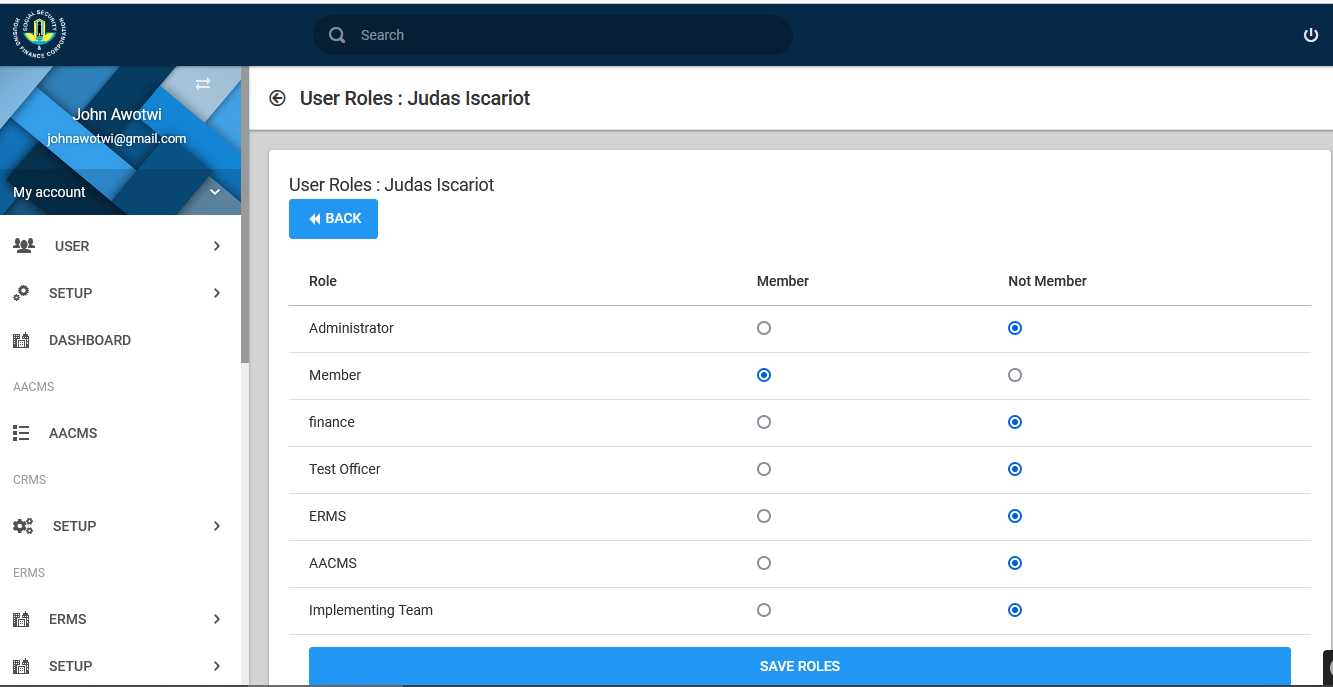 SOCIAL SECURITY
HOUSING FINANCE CORPORATION
Search
John Awotwi
johnawotwi@gmail.com
My account
USER
SETUP
DASHBOARD
AACMS
AACMS
CRMS
SETUP
ERMS
ERMS
SETUP
User Roles : Judas Iscariot
User Roles : Judas Iscariot
BACK
Role Member Not Member
Administrator
Member
finance
Test Officer
ERMS
AACMS
Implementing Team
SAVE ROLES